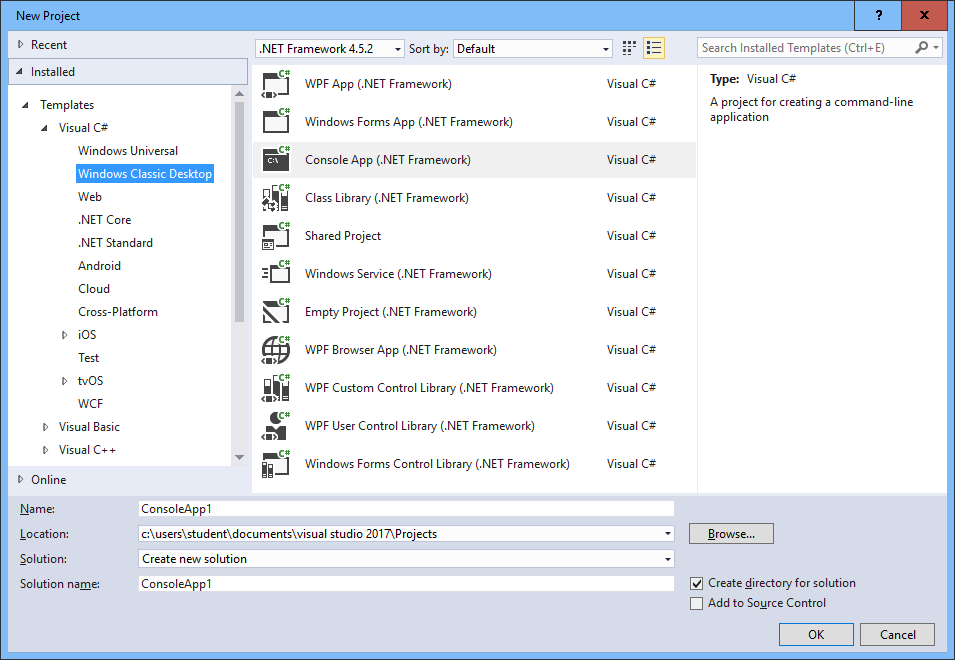 New Project
?
x
Recent
.NET Framework 4.5.2
Sort by: Default
Search Installed Templates (Ctrl+E)
Installed
Templates
Visual C#
Windows Universal
Windows Classic Desktop
Web
.NET Core
.NET Standard
Android
Cloud
Cross-Platform
iOS
Test
tvOS
WCF
Visual Basic
Visual C++
Online
C# WPF App (.NET Framework) Visual C#
C# Windows Forms App (.NET Framework) Visual C#
C# C:\ Console App (.NET Framework) Visual C#
C# Class Library (.NET Framework) Visual C#
C# Shared Project Visual C#
C# Windows Service (.NET Framework) Visual C#
C# Empty Project (.NET Framework) Visual C#
C# WPF Browser App (.NET Framework) Visual C#
C# WPF Custom Control Library (.NET Framework) Visual C#
C# WPF User Control Library (.NET Framework) Visual C#
C# Windows Forms Control Library (.NET Framework) Visual C#
Type: Visual C#
A project for creating a command-line
application
Name: ConsoleApp1
Location: c:\users\student\documents\visual studio 2017\Projects
Browse...
Solution: Create new solution
Solution name: ConsoleApp1
Create directory for solution
Add to Source Control
OK
Cancel